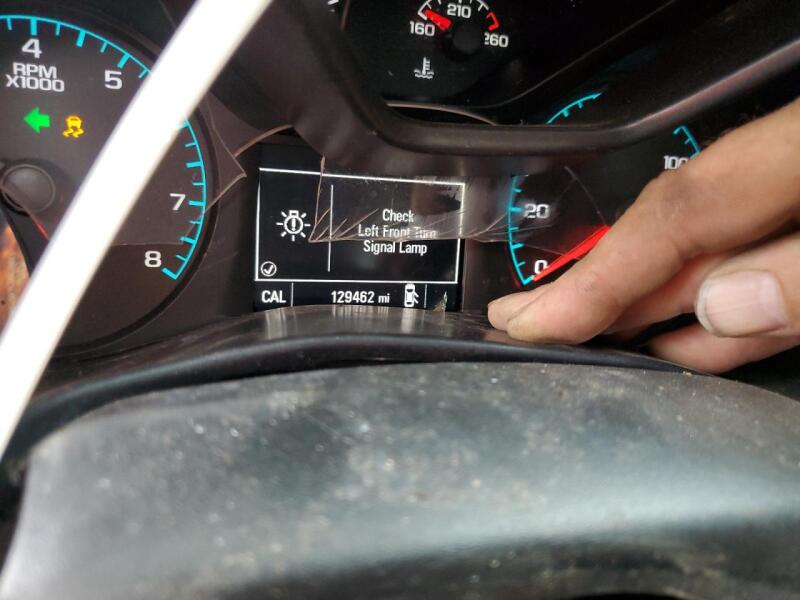 210
160
260
4
5
RPM
X1000
7
8
Check
Left Front Turn
Signal Lamp
100
20
0
CAL
129462 mi